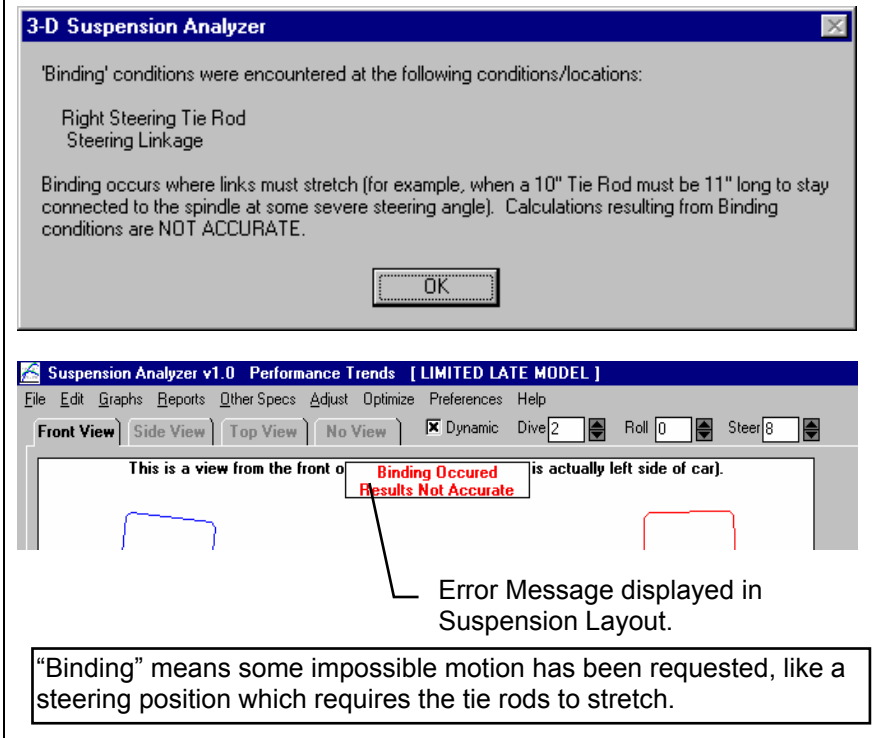 3-D Suspension Analyzer
'Binding' conditions were encountered at the following conditions/locations:
Right Steering Tie Rod
Steering Linkage
Binding occurs where links must stretch (for example, when a 10" Tie Rod must be 11" long to stay
connected to the spindle at some severe steering angle). Calculations resulting from Binding
conditions are NOT ACCURATE.
OK
Suspension Analyzer v1.0 Performance Trends [ LIMITED LATE MODEL ]
File Edit Graphs Reports Other Specs Adjust Optimize Preferences Help
Front View Side View Top View No View Dynamic Dive 2 Roll 0 Steer 8
This is a view from the front o Binding Occured is actually left side of car).
Results Not Accurate
Error Message displayed in
Suspension Layout.
“Binding” means some impossible motion has been requested, like a
steering position which requires the tie rods to stretch.